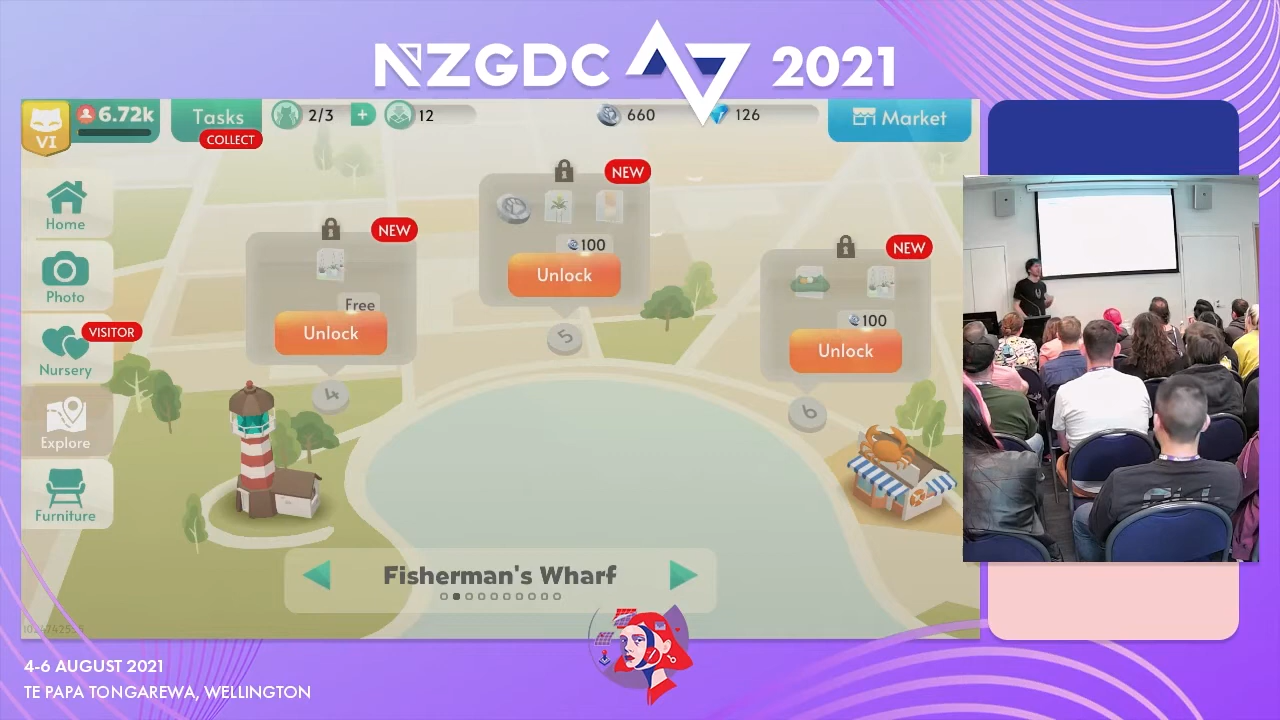 NZGDC 2021
6.72k
VI
Tasks
COLLECT
2/3
+
12
660
126
Market
Home
Photo
VISITOR
Nursery
Explore
Furniture
NEW
Free
Unlock
4
NEW
100
Unlock
5
NEW
100
Unlock
6
Fisherman's Wharf
4-6 AUGUST 2021
TE PAPA TONGAREWA, WELLINGTON